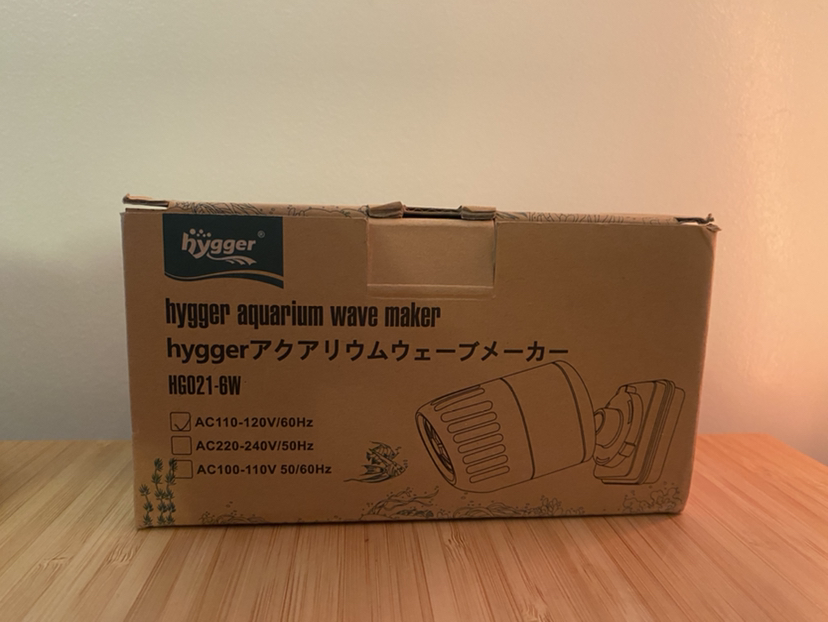 hygger®
hygger aquarium wave maker
hyggerアクアリウムウェーブメーカー
HG021-6W
AC110-120V/60Hz
AC220-240V/50Hz
AC100-110V 50/60Hz